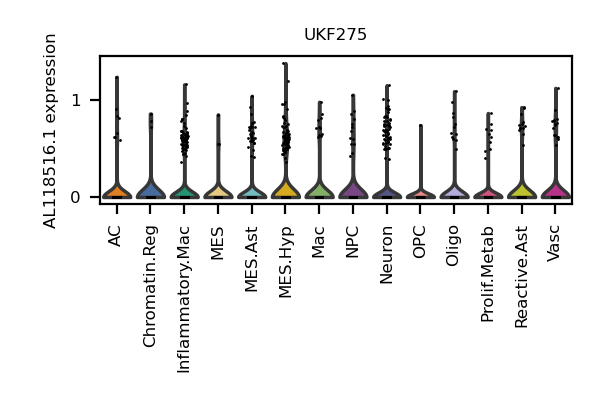 UKF275
AL118516.1 expression
1
0
AC
Chromatin.Reg
Inflammatory.Mac
MES
MES.Ast
MES.Hyp
Mac
NPC
Neuron
OPC
Oligo
Prolif.Metab
Reactive.Ast
Vasc